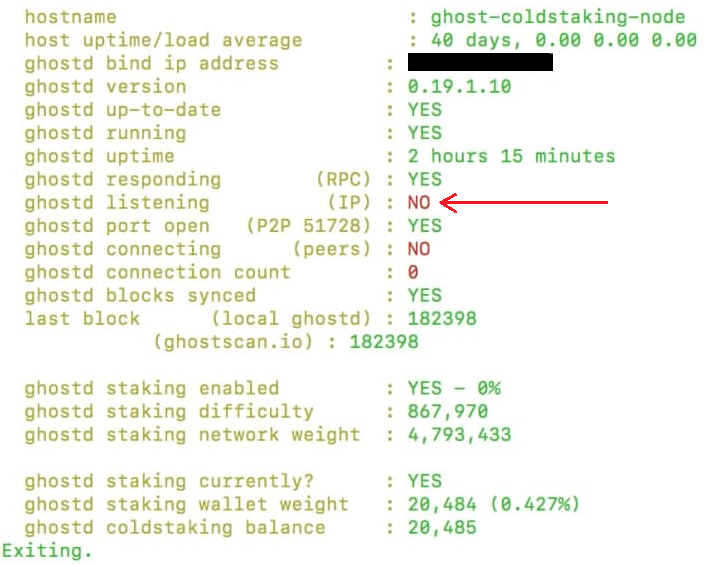 hostname : ghost-coldstaking-node
host uptime/load average : 40 days, 0.00 0.00 0.00
ghostd bind ip address :
ghostd version : 0.19.1.10
ghostd up-to-date : YES
ghostd running : YES
ghostd uptime : 2 hours 15 minutes
ghostd responding (RPC) : YES
ghostd listening (IP) : NO
ghostd port open (P2P 51728) : YES
ghostd connecting (peers) : NO
ghostd connection count : 0
ghostd blocks synced : YES
last block (local ghostd) : 182398
(ghostscan.io) : 182398
ghostd staking enabled : YES - 0%
ghostd staking difficulty : 867,970
ghostd staking network weight : 4,793,433
ghostd staking currently? : YES
ghostd staking wallet weight : 20,484 (0.427%)
ghostd coldstaking balance : 20,485
Exiting.